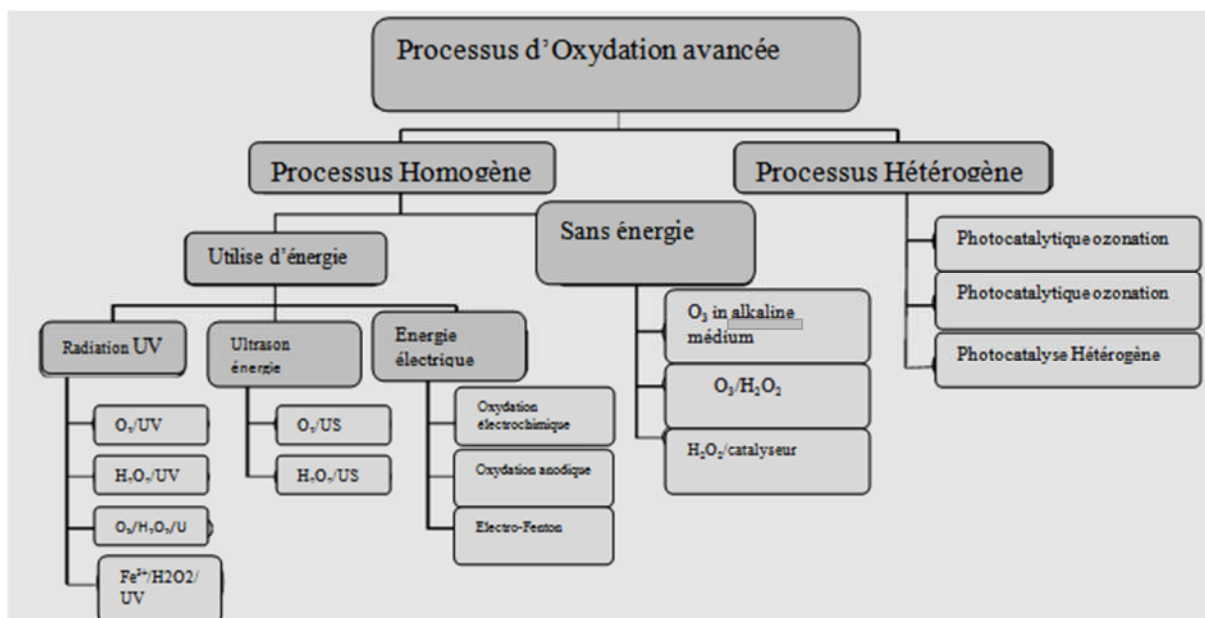 Processus d'Oxydation avancée
Processus Homogène
Processus Hétérogène
Utilise d'énergie
Sans énergie
Radiation UV
Ultrason
énergie
Energie
électrique
O₃/UV
H₂O₂/UV
O₃/H₂O₂/U
Fe³⁺/H2O2/
UV
O₃/US
H₂O₂/US
Oxydation
électrochimique
Oxydation anodique
Electro-Fenton
O₃ in alkaline
médium
O₃/H₂O₂
H₂O₂/catalyseur
Photocatalytique ozonation
Photocatalytique ozonation
Photocatalyse Hétérogène